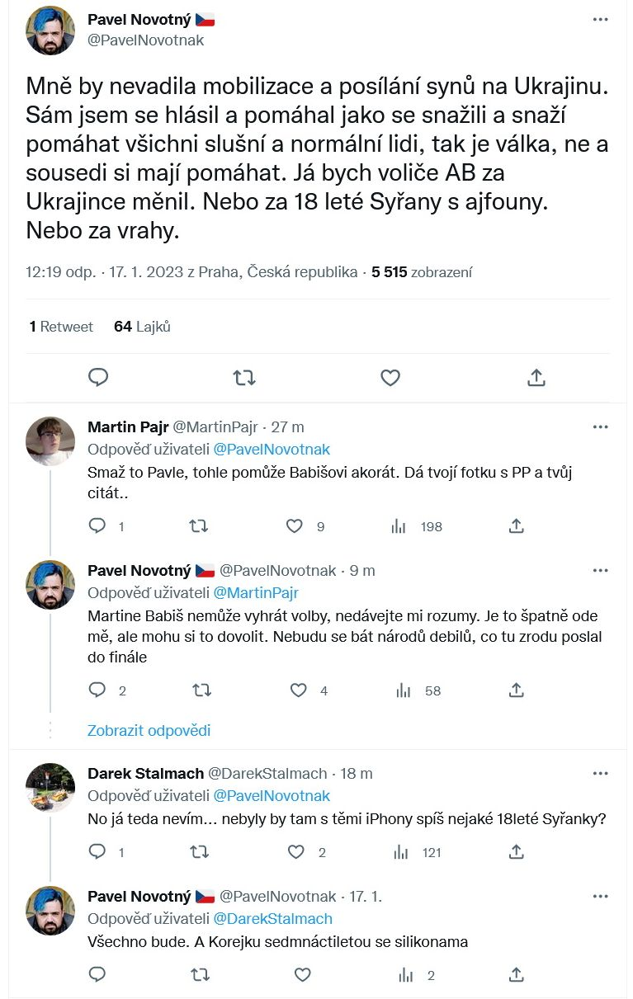 Pavel Novotný
@PavelNovotnak
Mně by nevadila mobilizace a posílání synů na Ukrajinu.
Sám jsem se hlásil a pomáhal jako se snažili a snaží
pomáhat všichni slušní a normální lidi, tak je válka, ne a
sousedi si mají pomáhat. Já bych voliče AB za
Ukrajince měnil. Nebo za 18 leté Syřany s ajfouny.
Nebo za vrahy.
12:19 odp. · 17. 1. 2023 z Praha, Česká republika · 5 515 zobrazení
1 Retweet 64 Lajků
Martin Pajr @MartinPajr · 27 m
Odpověď uživateli @PavelNovotnak
Smaž to Pavle, tohle pomůže Babišovi akorát. Dá tvojí fotku s PP a tvůj
citát..
1 9 198
Pavel Novotný @PavelNovotnak · 9 m
Odpověď uživateli @MartinPajr
Martine Babiš nemůže vyhrát volby, nedávejte mi rozumy. Je to špatně ode
mě, ale mohu si to dovolit. Nebudu se bát národů debilů, co tu zrodu poslal
do finále
2 4 58
Zobrazit odpovědi
Darek Stalmach @DarekStalmach · 18 m
Odpověď uživateli @PavelNovotnak
No já teda nevím... nebyly by tam s těmi iPhony spíš nejaké 18leté Syřanky?
1 2 121
Pavel Novotný @PavelNovotnak · 17. 1.
Odpověď uživateli @DarekStalmach
Všechno bude. A Korejku sedmnáctiletou se silikonama
2